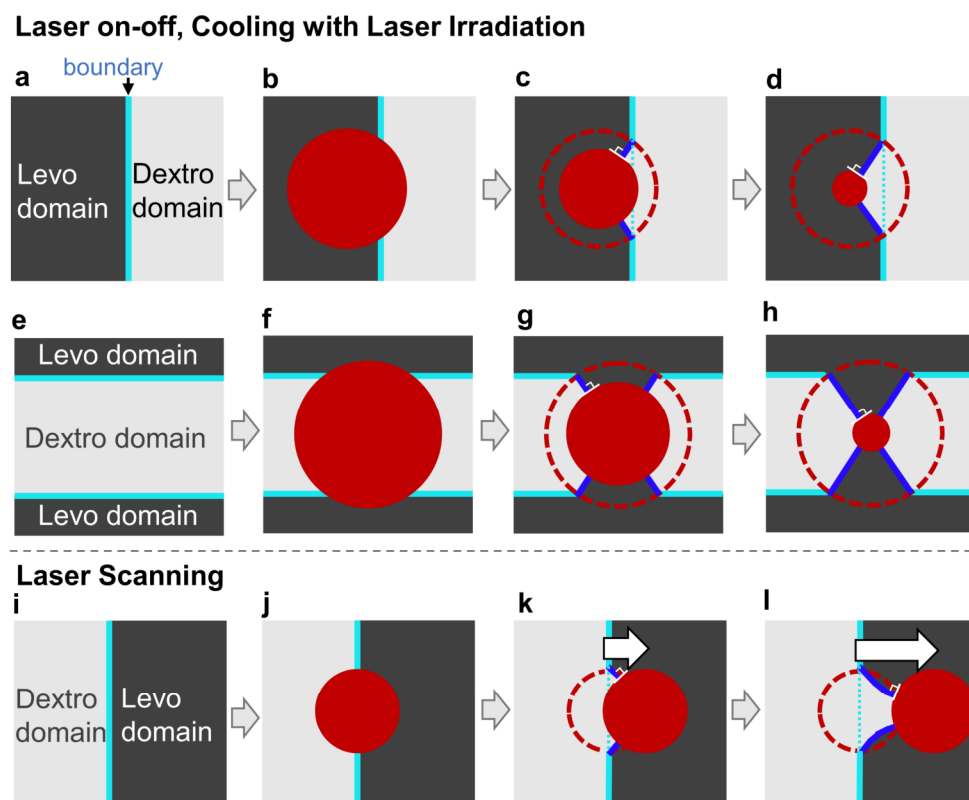 Laser on-off, Cooling with Laser Irradiation
a
boundary
b
c
d
Levo
domain
Dextro
domain
e
f
g
h
Levo domain
Dextro domain
Levo domain
Laser Scanning
i
j
k
l
Dextro
domain
Levo
domain